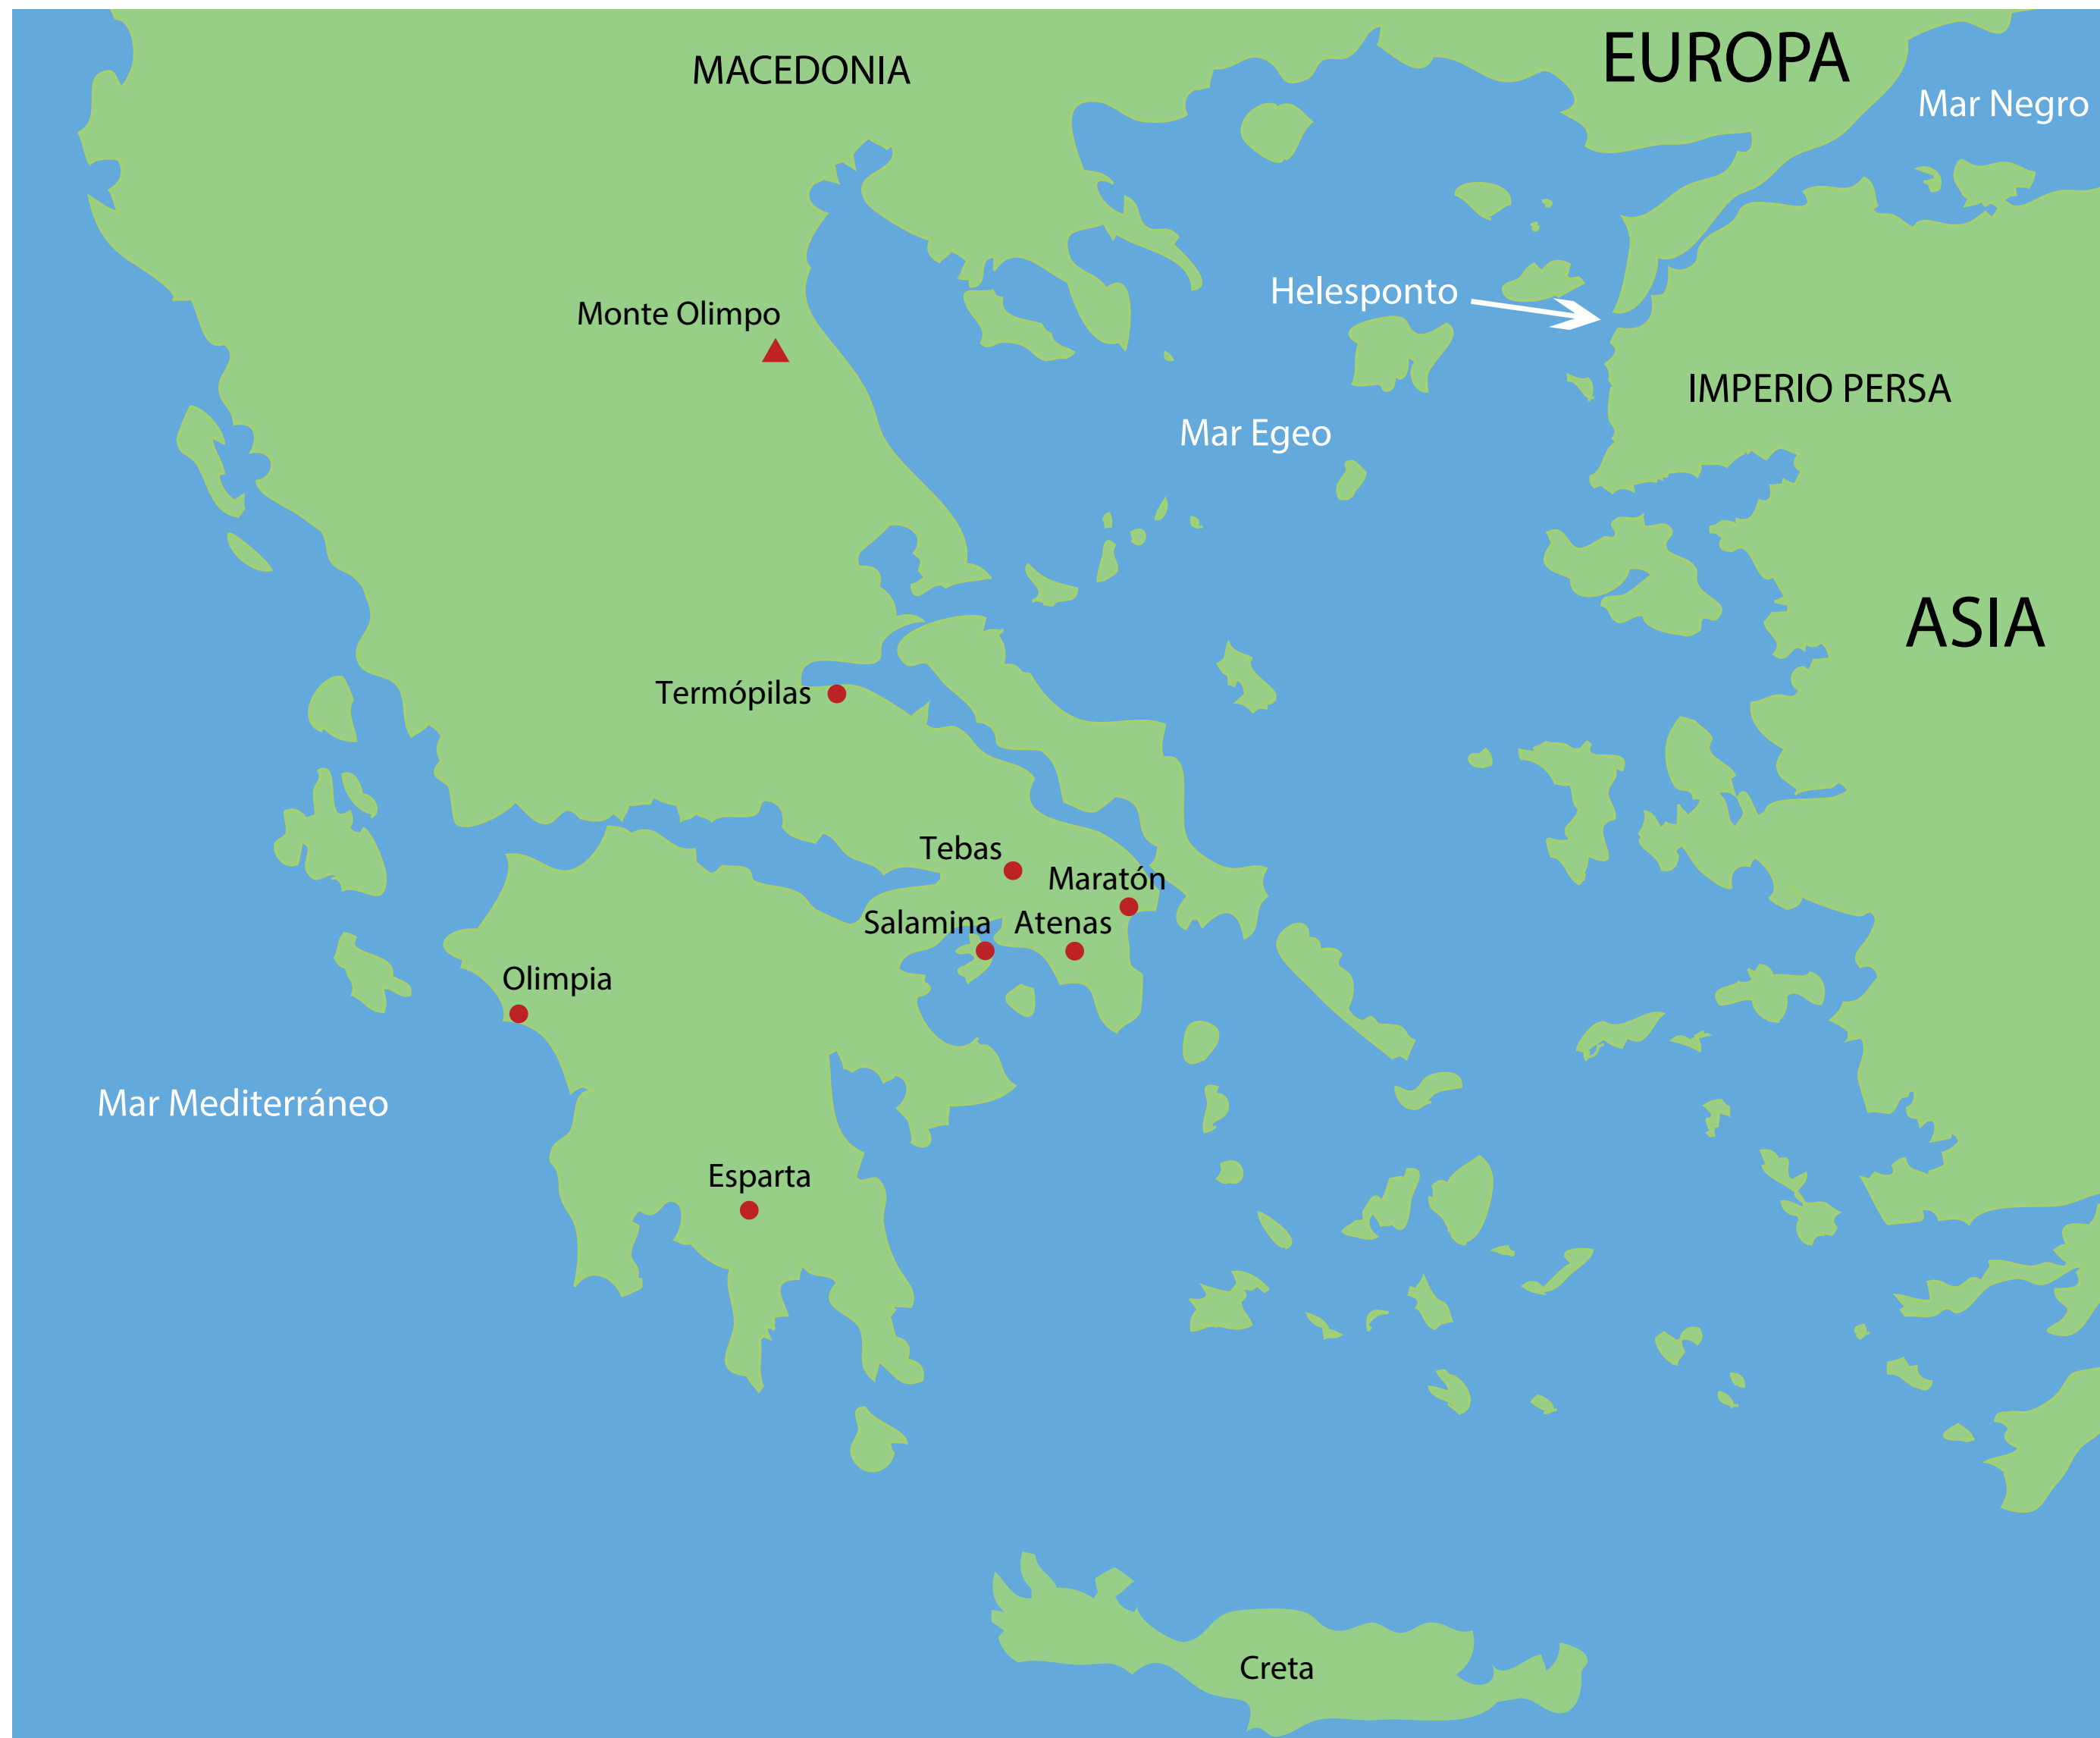 EUROPA
MACEDONIA
Mar Negro
Helesponto
Monte Olimpo
IMPERIO PERSA
Mar Egeo
ASIA
Termópilas
Tebas
Maratón
Salamina
Atenas
Olimpia
Mar Mediterráneo
Esparta
Creta